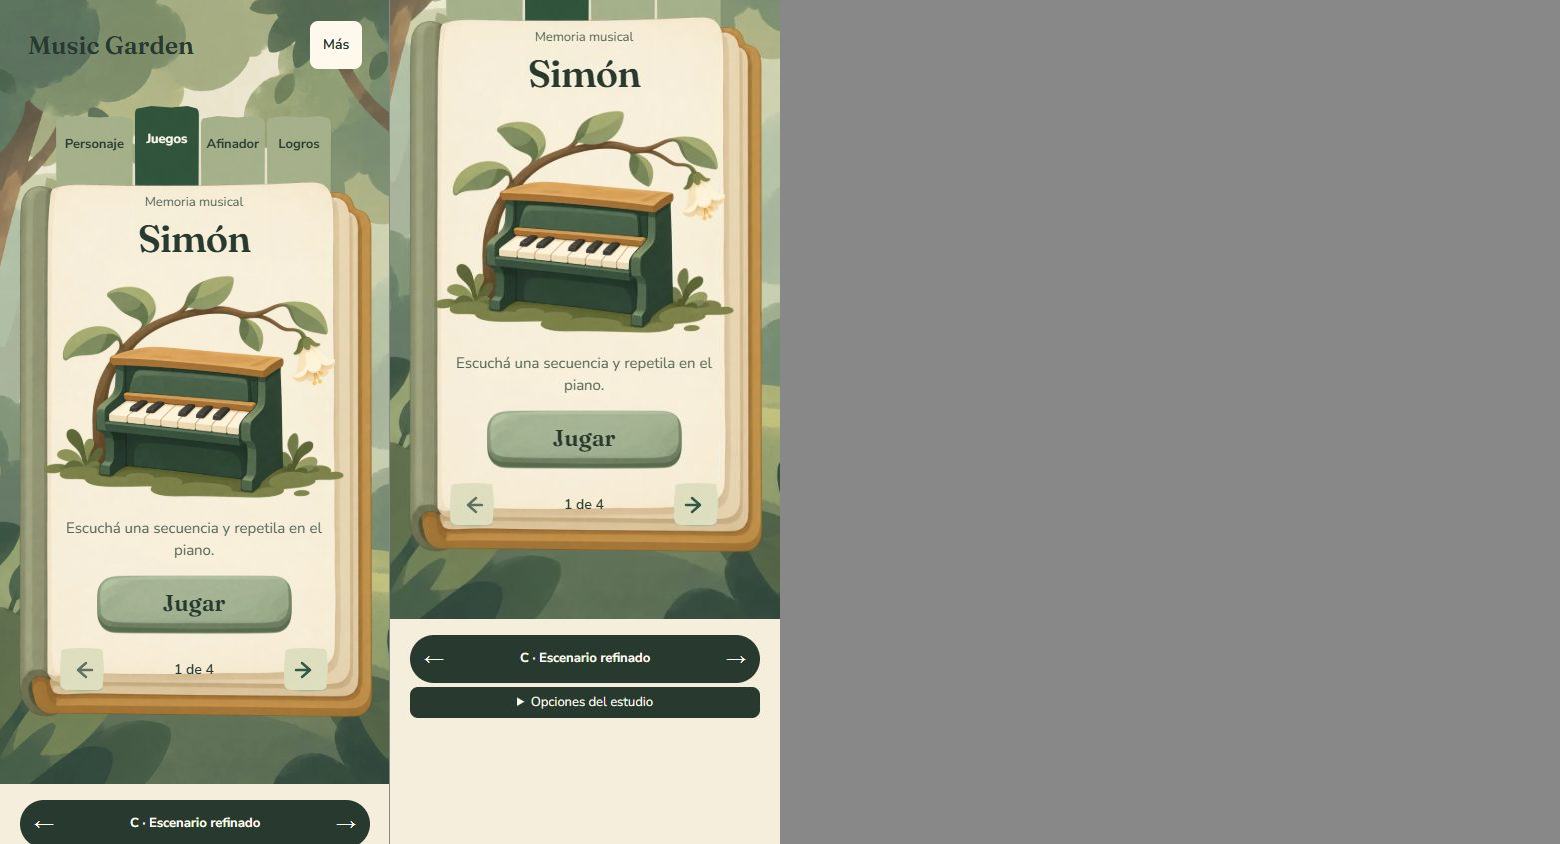 Music Garden
Más
Personaje
Juegos
Afinador
Logros
Memoria musical
Simón
Escuchá una secuencia y repetila en el
piano.
Jugar
1 de 4
← C · Escenario refinado →
Memoria musical
Simón
Escuchá una secuencia y repetila en el
piano.
Jugar
1 de 4
← C · Escenario refinado →
▶ Opciones del estudio